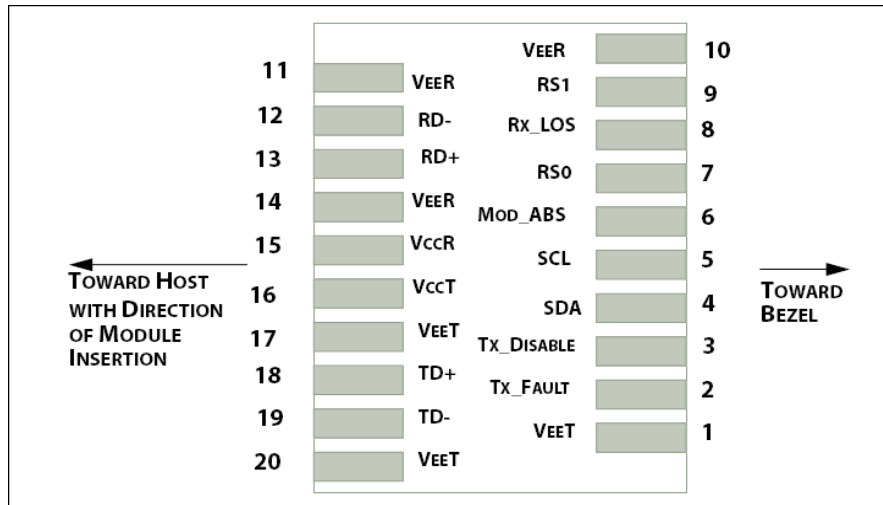 VEER 10
11 VEER
RS1 9
12 RD-
RX_LOS 8
13 RD+
RS0 7
14 VEER
MOD_ABS 6
15 VCCR
SCL 5
TOWARD HOST
WITH DIRECTION
OF MODULE
INSERTION
16 VCCT
SDA 4
TOWARD
BEZEL
17 VEET
TX_DISABLE 3
18 TD+
TX_FAULT 2
19 TD-
VEET 1
20 VEET